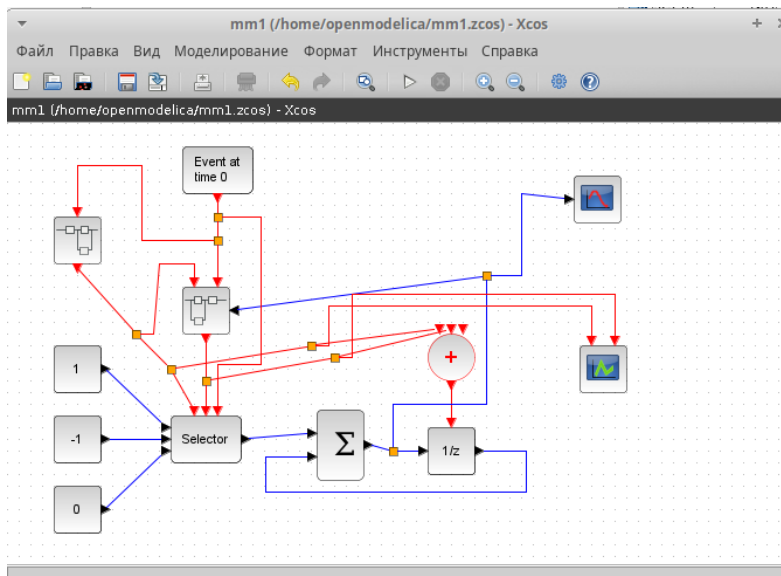 mm1 (/home/openmodelica/mm1.zcos) - Xcos
Файл Правка Вид Моделирование Формат Инструменты Справка
mm1 (/home/openmodelica/mm1.zcos) - Xcos
Event at
time 0
1
-1
0
Selector
Σ
+
1/z